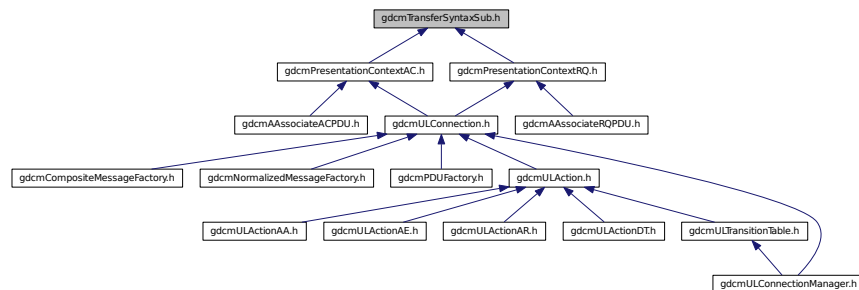 gdcmTransferSyntaxSub.h
gdcmPresentationContextAC.h
gdcmPresentationContextRQ.h
gdcmAAssociateACPDU.h
gdcmULConnection.h
gdcmAAssociateRQPDU.h
gdcmCompositeMessageFactory.h
gdcmNormalizedMessageFactory.h
gdcmPDUFactory.h
gdcmULAction.h
gdcmULActionAA.h
gdcmULActionAE.h
gdcmULActionAR.h
gdcmULActionDT.h
gdcmULTransitionTable.h
gdcmULConnectionManager.h